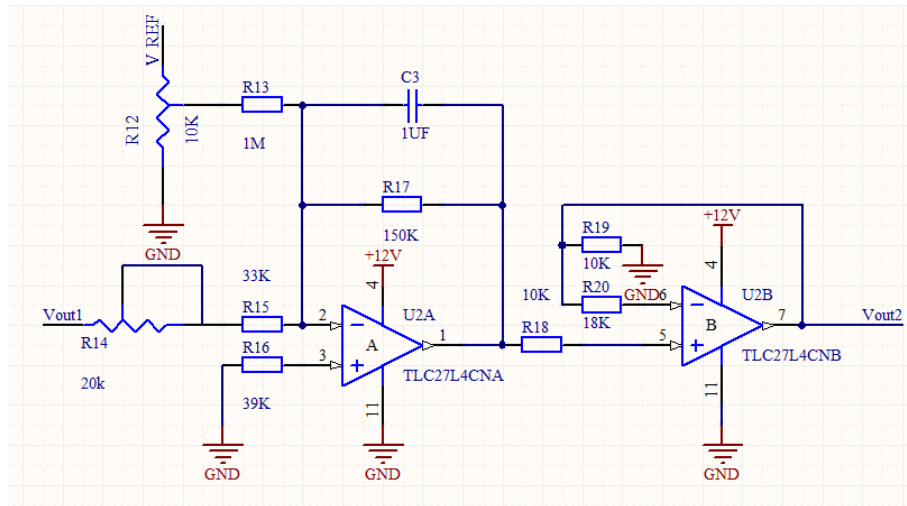 V_REF
R12
10K
R13
1M
C3
1UF
R17
150K
GND
+12V
4
Vout1
R14
20k
33K
R15
R16
39K
GND
2
3
−
+
A
1
U2A
TLC27L4CNA
11
GND
10K
R18
R19
10K
GND
R20
18K
6
5
+12V
4
−
+
B
7
U2B
TLC27L4CNB
11
GND
Vout2